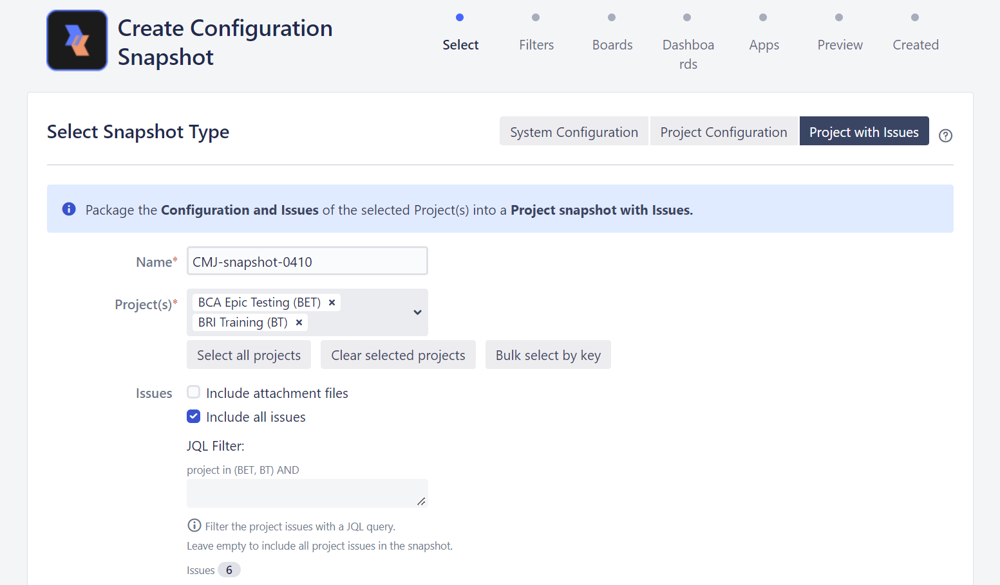 Create Configuration
Snapshot
Select
Filters
Boards
Dashboa
rds
Apps
Preview
Created
Select Snapshot Type
System Configuration
Project Configuration
Project with Issues
Package the Configuration and Issues of the selected Project(s) into a Project snapshot with Issues.
Name*
CMJ-snapshot-0410
Project(s)*
BCA Epic Testing (BET)
BRI Training (BT)
Select all projects
Clear selected projects
Bulk select by key
Issues
Include attachment files
Include all issues
JQL Filter:
project in (BET, BT) AND
Filter the project issues with a JQL query.
Leave empty to include all project issues in the snapshot.
Issues 6